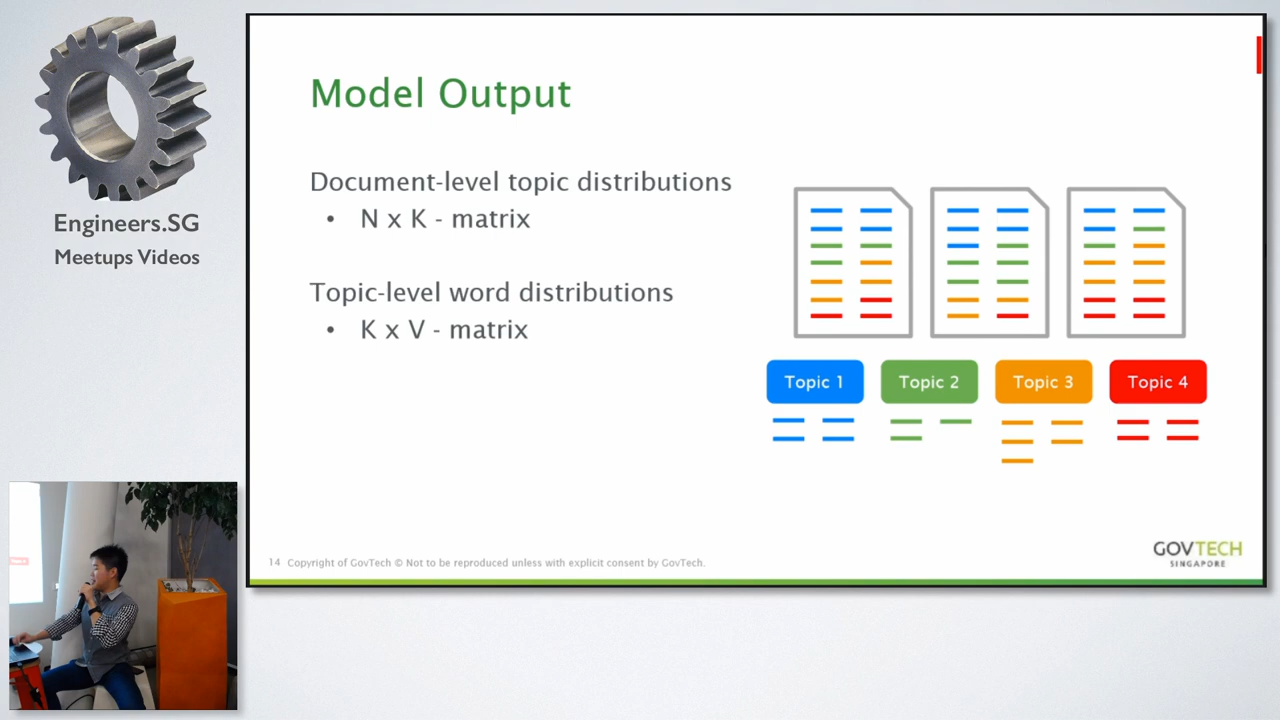 Engineers.SG
Meetups Videos
Model Output
Document-level topic distributions
• N x K - matrix
Topic-level word distributions
• K x V - matrix
Topic 1
Topic 2
Topic 3
Topic 4
14 Copyright of GovTech © Not to be reproduced unless with explicit consent by GovTech.
GOVTECH
SINGAPORE